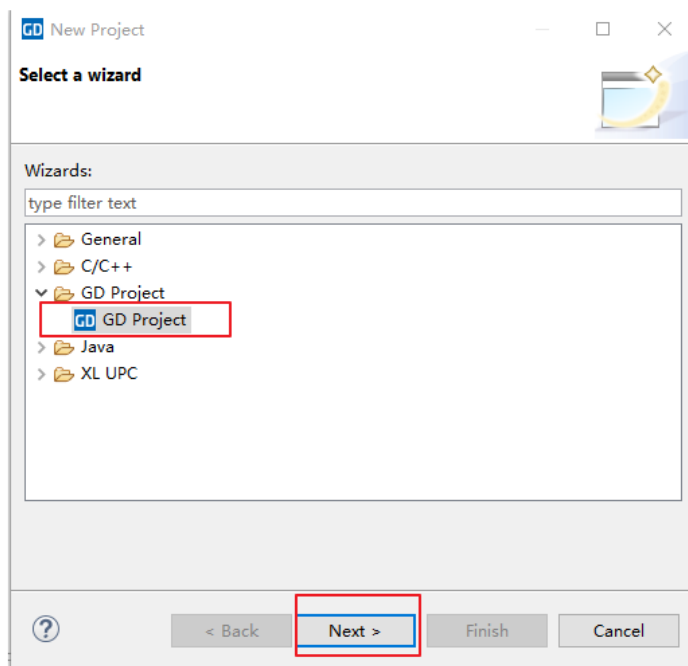 GD New Project
Select a wizard
Wizards:
type filter text
General
C/C++
GD Project
GD GD Project
Java
XL UPC
?
< Back Next > Finish Cancel